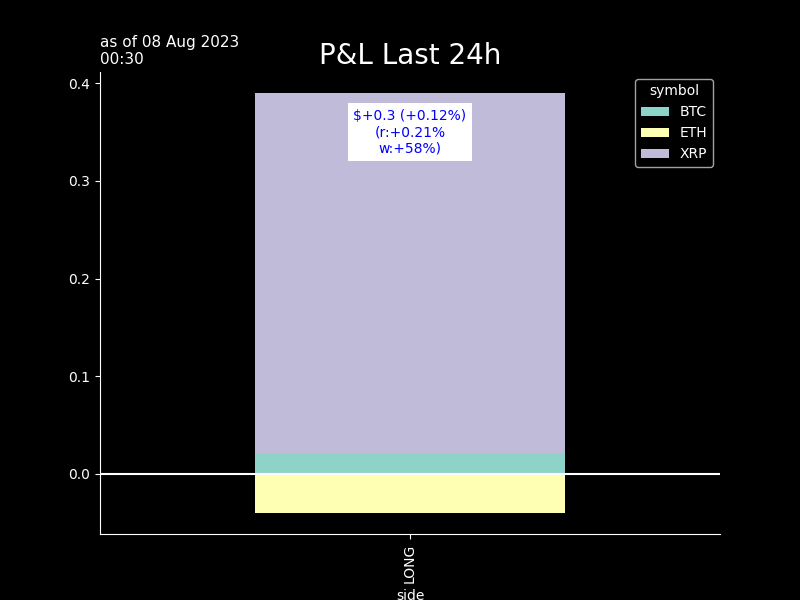 as of 08 Aug 2023
00:30
P&L Last 24h
0.4
0.3
0.2
0.1
0.0
$+0.3 (+0.12%)
(r:+0.21%
w:+58%)
symbol
BTC
ETH
XRP
LONG
side